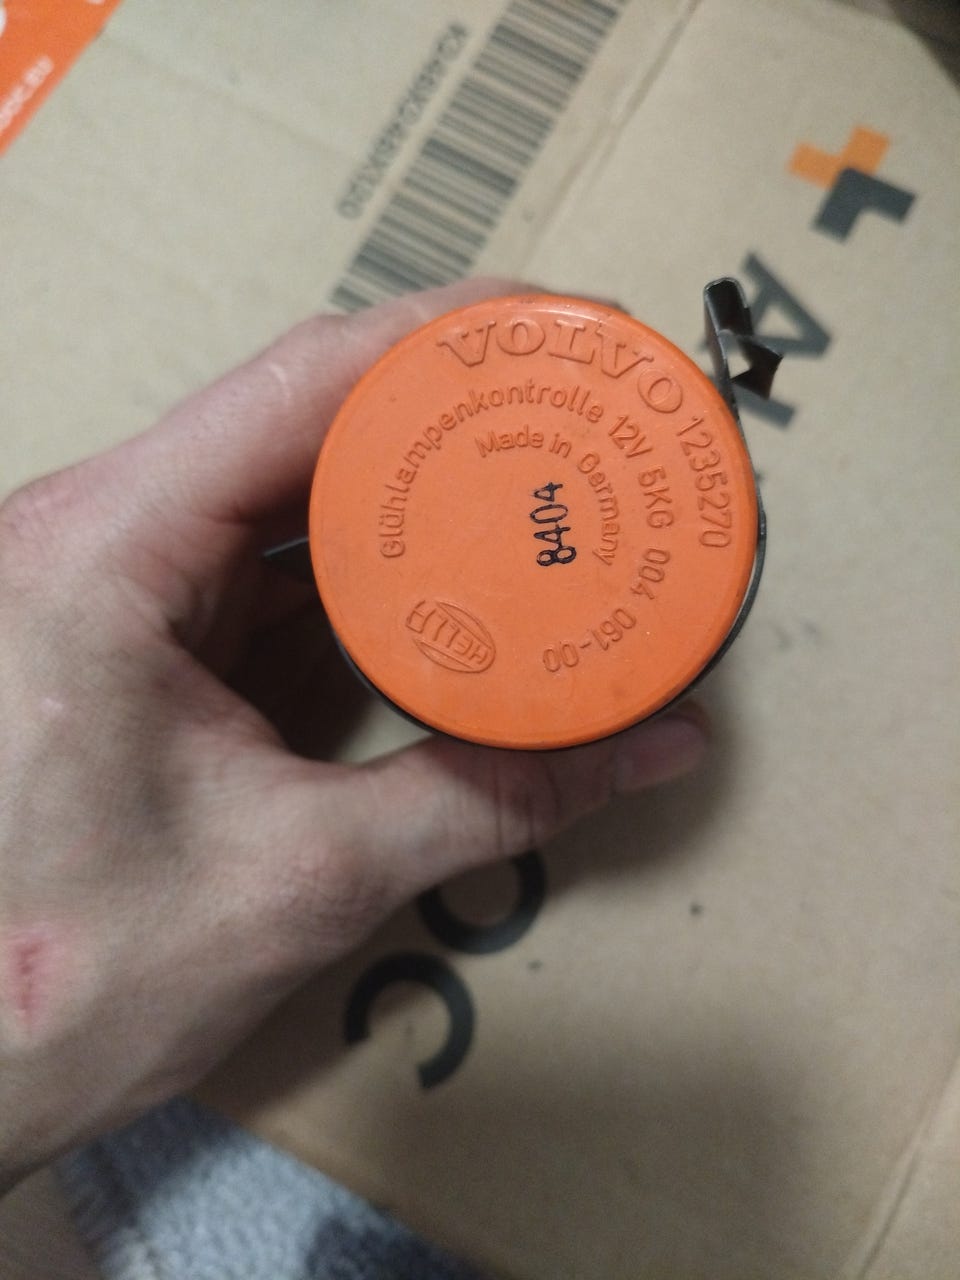 VOLVO 1235270
Glühlampenkontrolle 12V 5KG 004 061-00
Made in Germany
8404
HELLA